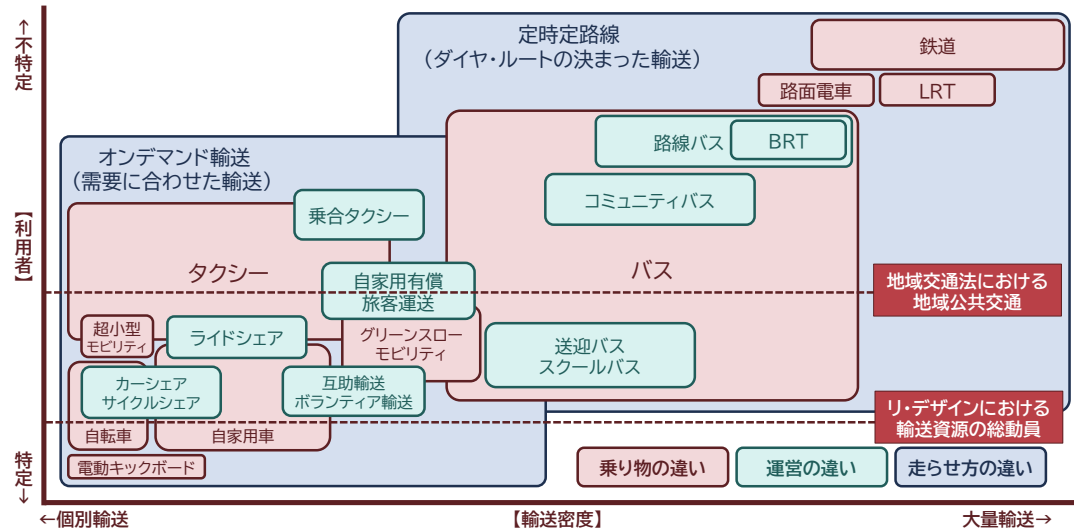 ↑不特定
定時定路線
(ダイヤ・ルートの決まった輸送)
鉄道
路面電車
LRT
路線バス
BRT
オンデマンド輸送
(需要に合わせた輸送)
コミュニティバス
乗合タクシー
【利用者】
タクシー
自家用有償
旅客運送
バス
地域交通法における
地域公共交通
超小型
モビリティ
ライドシェア
グリーンスロー
モビリティ
送迎バス
スクールバス
カーシェア
サイクルシェア
互助輸送
ボランティア輸送
リ・デザインにおける
輸送資源の総動員
自転車
自家用車
特定↓
電動キックボード
乗り物の違い
運営の違い
走らせ方の違い
←個別輸送
【輸送密度】
大量輸送→